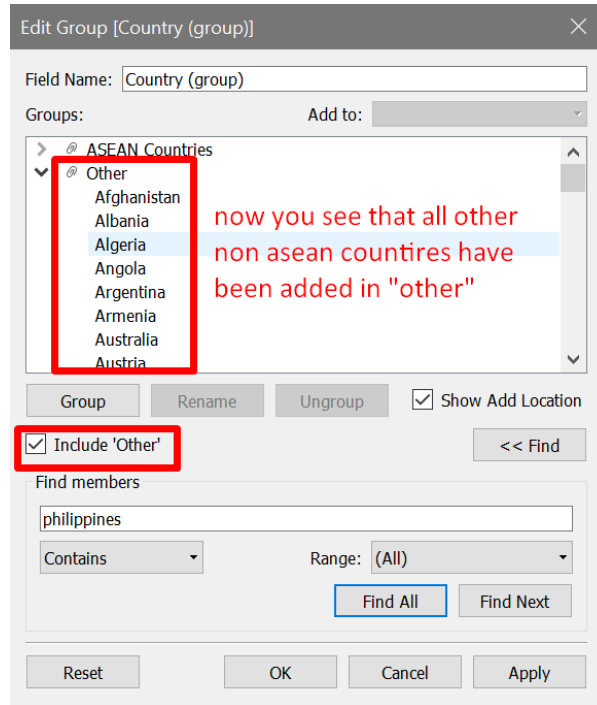 Edit Group [Country (group)]
Field Name: Country (group)
Groups: Add to:
ASEAN Countries
Other
Afghanistan
Albania
Algeria
Angola
Argentina
Armenia
Australia
Austria
now you see that all other
non asean countires have
been added in "other"
Group Rename Ungroup Show Add Location
Include 'Other' << Find
Find members
philippines
Contains Range: (All)
Find All Find Next
Reset OK Cancel Apply